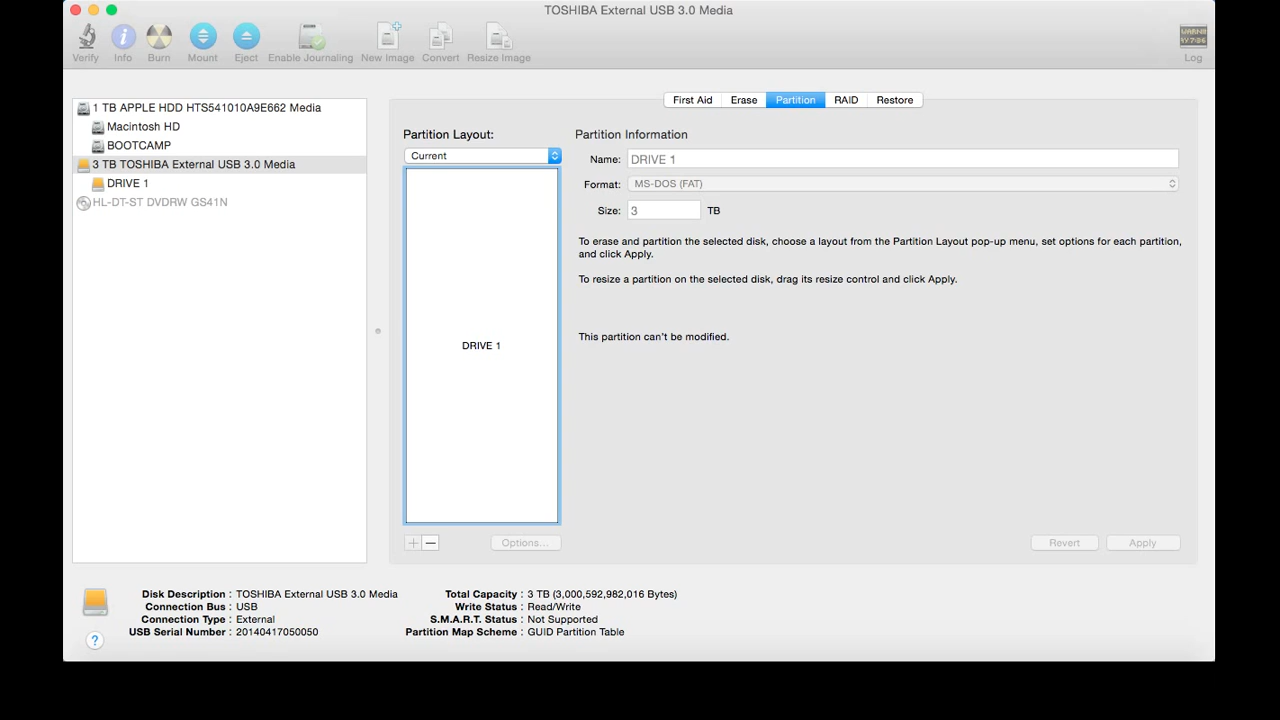 TOSHIBA External USB 3.0 Media
Verify Info Burn Mount Eject Enable Journaling New Image Convert Resize Image Log
1 TB APPLE HDD HTS541010A9E662 Media
Macintosh HD
BOOTCAMP
3 TB TOSHIBA External USB 3.0 Media
DRIVE 1
HL-DT-ST DVDRW GS41N
First Aid Erase Partition RAID Restore
Partition Layout:
Current
DRIVE 1
Options...
Partition Information
Name: DRIVE 1
Format: MS-DOS (FAT)
Size: 3 TB
To erase and partition the selected disk, choose a layout from the Partition Layout pop-up menu, set options for each partition,
and click Apply.
To resize a partition on the selected disk, drag its resize control and click Apply.
This partition can't be modified.
Revert Apply
Disk Description : TOSHIBA External USB 3.0 Media
Connection Bus : USB
Connection Type : External
USB Serial Number : 20140417050050
Total Capacity : 3 TB (3,000,592,982,016 Bytes)
Write Status : Read/Write
S.M.A.R.T. Status : Not Supported
Partition Map Scheme : GUID Partition Table
?